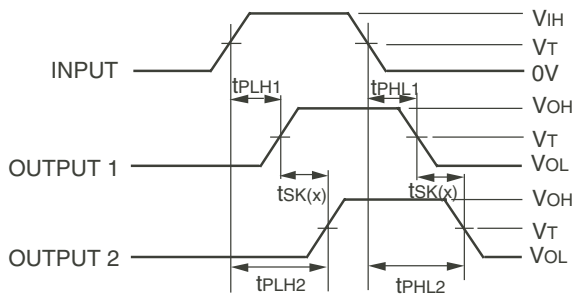 VIH
VT
INPUT
0V
tPLH1
tPHL1
VOH
VT
OUTPUT 1
VOL
tSK(x)
tSK(x)
VOH
VT
OUTPUT 2
VOL
tPLH2
tPHL2